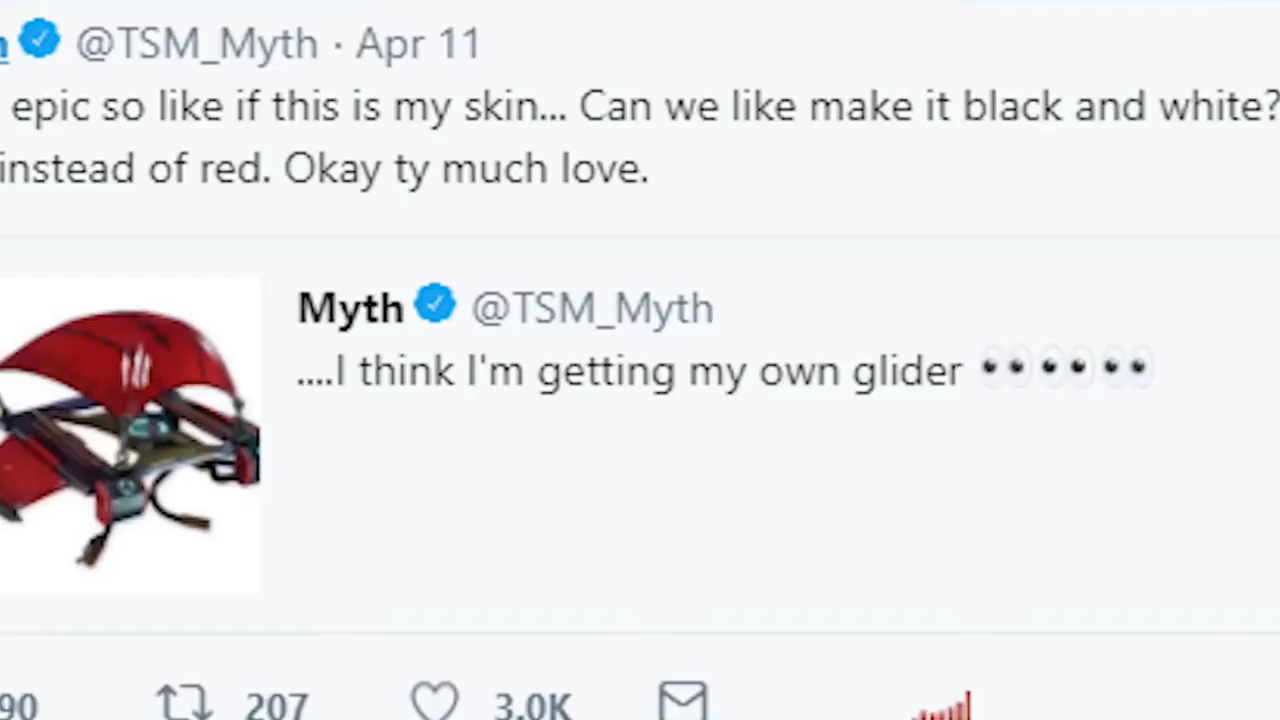 @TSM_Myth · Apr 11
epic so like if this is my skin... Can we like make it black and white?
instead of red. Okay ty much love.
Myth @TSM_Myth
....I think I'm getting my own glider 👀👀👀
90 207 3.0K